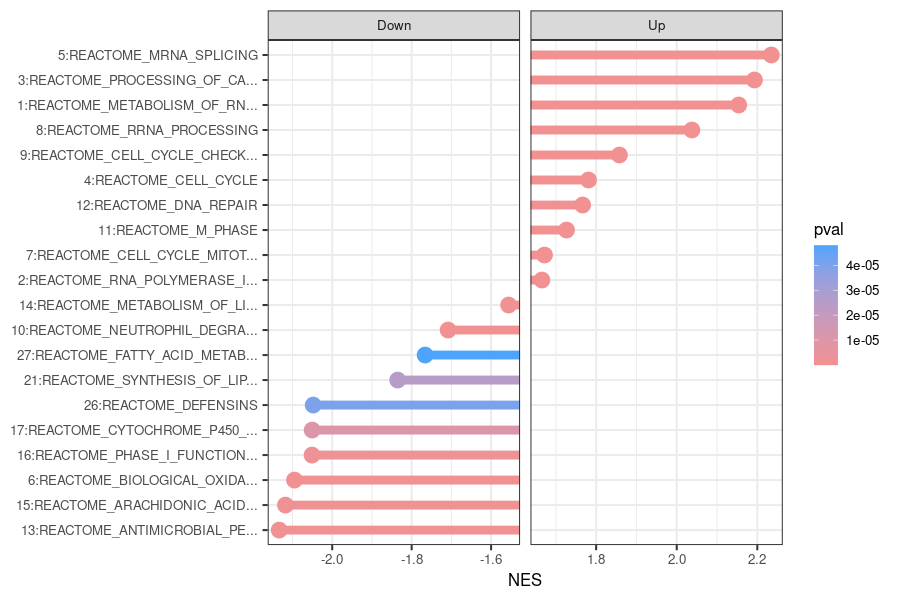 Down Up
5:REACTOME_MRNA_SPLICING
3:REACTOME_PROCESSING_OF_CA...
1:REACTOME_METABOLISM_OF_RN...
8:REACTOME_RRNA_PROCESSING
9:REACTOME_CELL_CYCLE_CHECK...
4:REACTOME_CELL_CYCLE
12:REACTOME_DNA_REPAIR
11:REACTOME_M_PHASE
7:REACTOME_CELL_CYCLE_MITOT...
2:REACTOME_RNA_POLYMERASE_I...
14:REACTOME_METABOLISM_OF_LI...
10:REACTOME_NEUTROPHIL_DEGRA...
27:REACTOME_FATTY_ACID_METAB...
21:REACTOME_SYNTHESIS_OF_LIP...
26:REACTOME_DEFENSINS
17:REACTOME_CYTOCHROME_P450_...
16:REACTOME_PHASE_I_FUNCTION...
6:REACTOME_BIOLOGICAL_OXIDA...
15:REACTOME_ARACHIDONIC_ACID...
13:REACTOME_ANTIMICROBIAL_PE...
-2.0 -1.8 -1.6 1.8 2.0 2.2
NES
pval
4e-05
3e-05
2e-05
1e-05